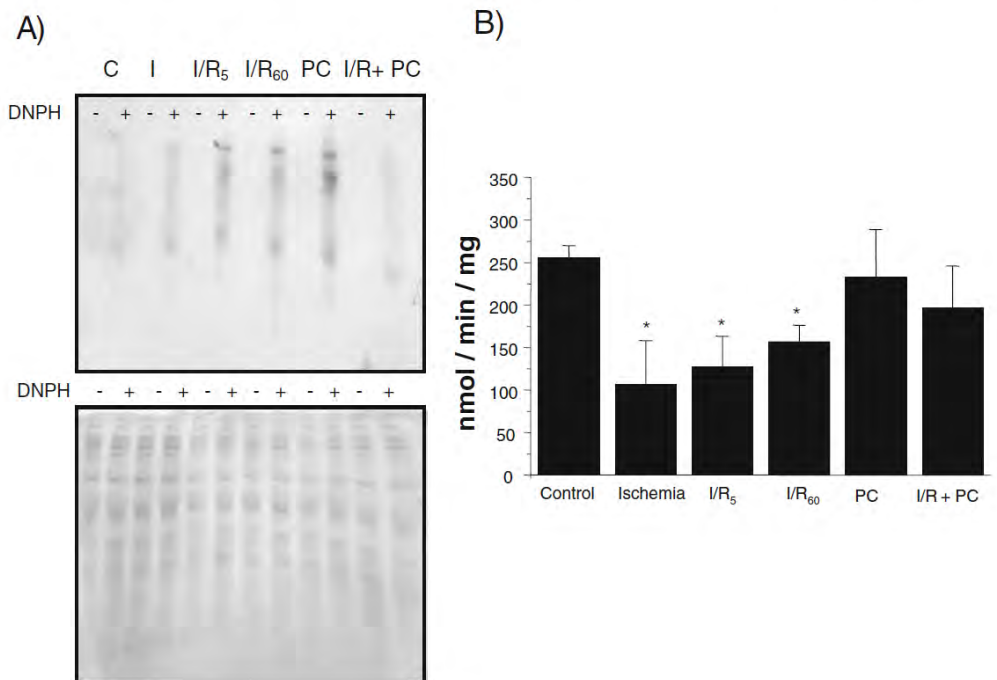 A)
C I I/R5 I/R60 PC I/R+ PC
DNPH - + - + - + - + - + - +
DNPH - + - + - + - + - + - +
B)
nmol / min / mg
350
300
250
200
150
100
50
0
* * *
Control Ischemia I/R5 I/R60 PC I/R + PC